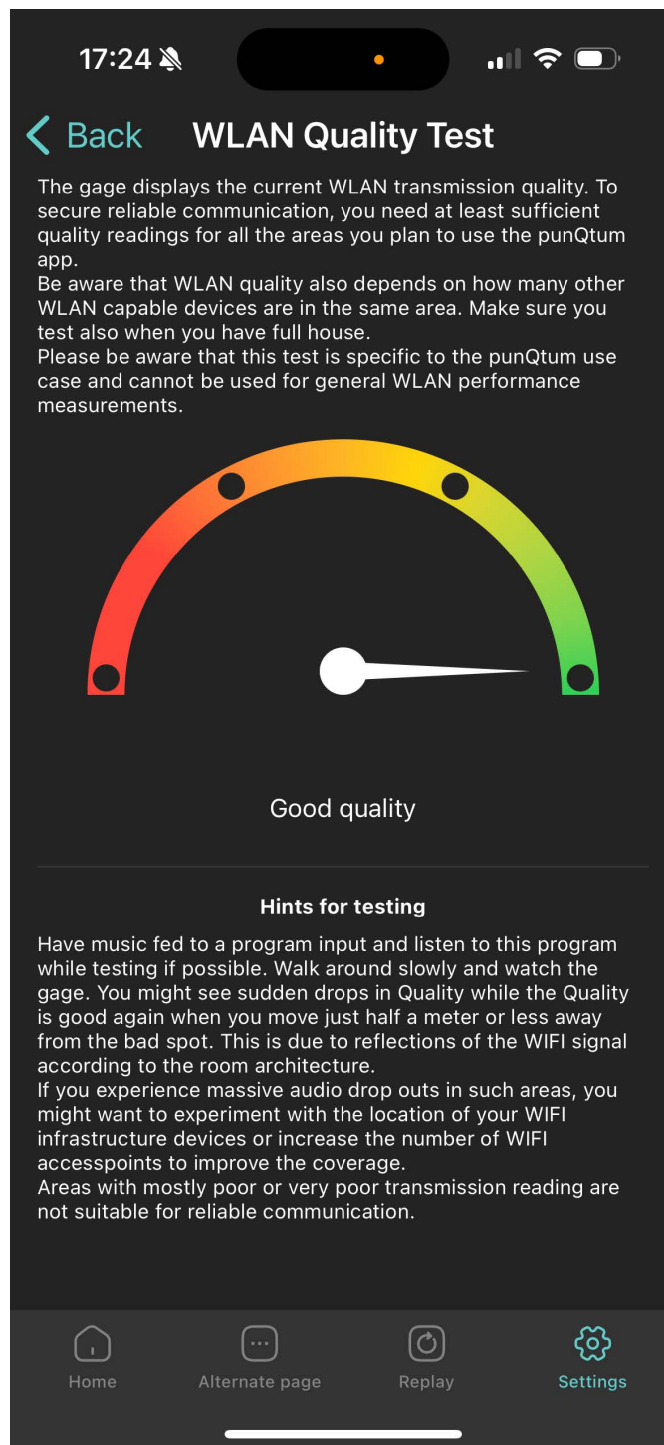 17:24
Back
WLAN Quality Test
The gage displays the current WLAN transmission quality. To
secure reliable communication, you need at least sufficient
quality readings for all the areas you plan to use the punQtum
app.
Be aware that WLAN quality also depends on how many other
WLAN capable devices are in the same area. Make sure you
test also when you have full house.
Please be aware that this test is specific to the punQtum use
case and cannot be used for general WLAN performance
measurements.
Good quality
Hints for testing
Have music fed to a program input and listen to this program
while testing if possible. Walk around slowly and watch the
gage. You might see sudden drops in Quality while the Quality
is good again when you move just half a meter or less away
from the bad spot. This is due to reflections of the WIFI signal
according to the room architecture.
If you experience massive audio drop outs in such areas, you
might want to experiment with the location of your WIFI
infrastructure devices or increase the number of WIFI
accesspoints to improve the coverage.
Areas with mostly poor or very poor transmission reading are
not suitable for reliable communication.
Home
Alternate page
Replay
Settings